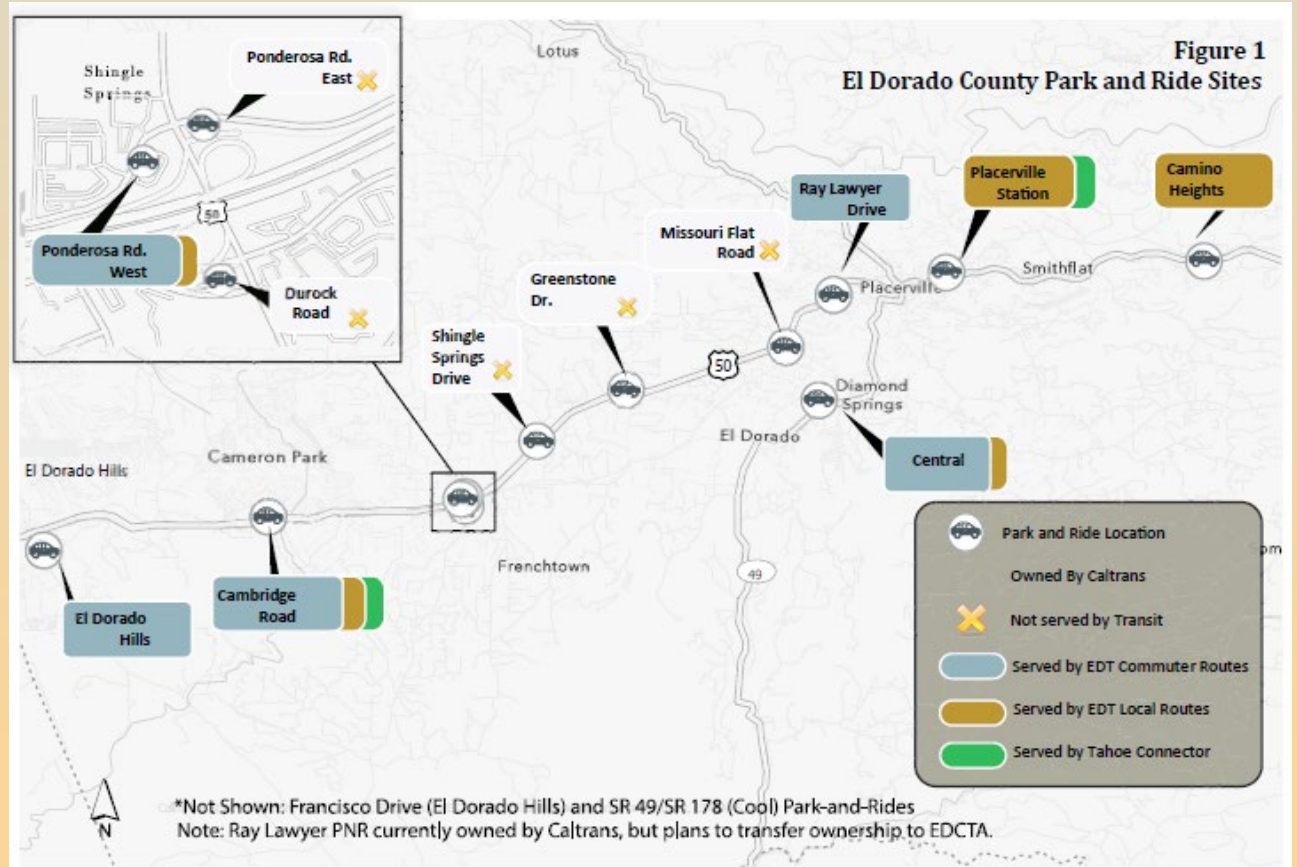 Figure 1
El Dorado County Park and Ride Sites
Lotus
Shingle
Springs
Ponderosa Rd.
East
50
Ponderosa Rd.
West
Durock
Road
Placerville
Station
Camino
Heights
Ray Lawyer
Drive
Missouri Flat
Road
Greenstone
Dr.
Smithflat
Placerville
Shingle
Springs
Drive
50
Diamond
Springs
El Dorado
Central
Cameron Park
El Dorado Hills
Frenchtown
49
Cambridge
Road
El Dorado
Hills
Park and Ride Location
Owned By Caltrans
Not served by Transit
Served by EDT Commuter Routes
Served by EDT Local Routes
Served by Tahoe Connector
N
*Not Shown: Francisco Drive (El Dorado Hills) and SR 49/SR 178 (Cool) Park-and-Rides
Note: Ray Lawyer PNR currently owned by Caltrans, but plans to transfer ownership to EDCTA.